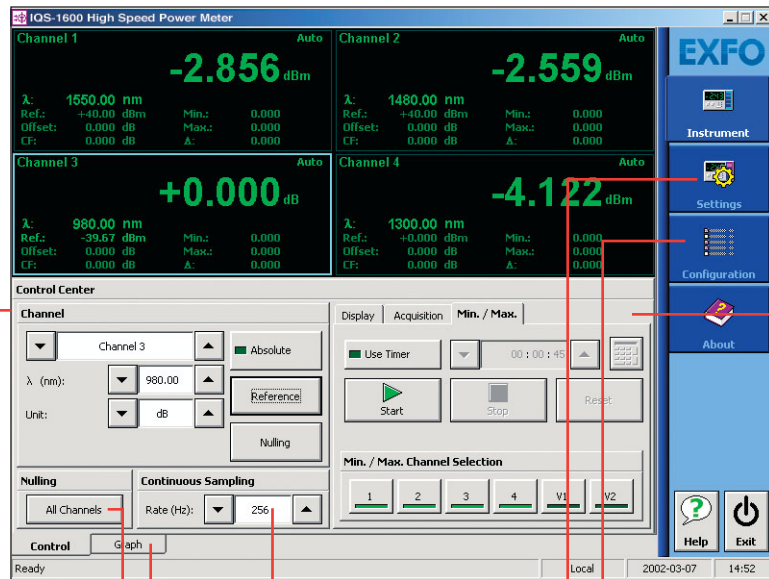 IQS-1600 High Speed Power Meter
Channel 1 Auto
-2.856 dBm
λ: 1550.00 nm
Ref.: +40.00 dBm Min.: 0.000
Offset: 0.000 dB Max.: 0.000
CF: 0.000 dB Δ: 0.000
Channel 2 Auto
-2.559 dBm
λ: 1480.00 nm
Ref.: +40.00 dBm Min.: 0.000
Offset: 0.000 dB Max.: 0.000
CF: 0.000 dB Δ: 0.000
Channel 3 Auto
+0.000 dB
λ: 980.00 nm
Ref.: -39.67 dBm Min.: 0.000
Offset: 0.000 dB Max.: 0.000
CF: 0.000 dB Δ: 0.000
Channel 4 Auto
-4.122 dBm
λ: 1300.00 nm
Ref.: +0.000 dBm Min.: 0.000
Offset: 0.000 dB Max.: 0.000
CF: 0.000 dB Δ: 0.000
EXFO
Instrument
Settings
Configuration
About
Help Exit
Control Center
Channel
Channel 3
Absolute
λ (nm): 980.00
Reference
Unit: dB
Nulling
Nulling
All Channels
Continuous Sampling
Rate (Hz): 256
Display Acquisition Min. / Max.
Use Timer 00 : 00 : 45
Start Stop Reset
Min. / Max. Channel Selection
1 2 3 4 V1 V2
Control Graph
Ready Local 2002-03-07 14:52